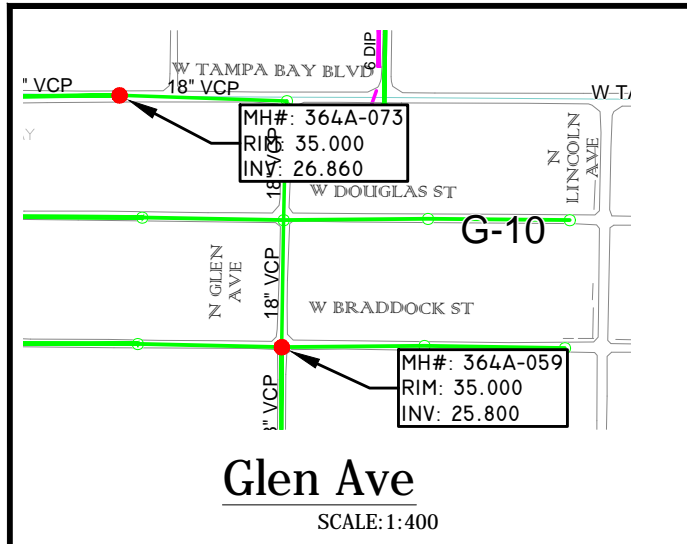 6 DIP
W TAMPA BAY BLVD
" VCP
18" VCP
W TA
MH#: 364A-073
RIM: 35.000
INV: 26.860
18" VCP
N LINCOLN AVE
W DOUGLAS ST
G-10
N GLEN AVE
18" VCP
W BRADDOCK ST
MH#: 364A-059
RIM: 35.000
INV: 25.800
" VCP
Glen Ave
SCALE:1:400